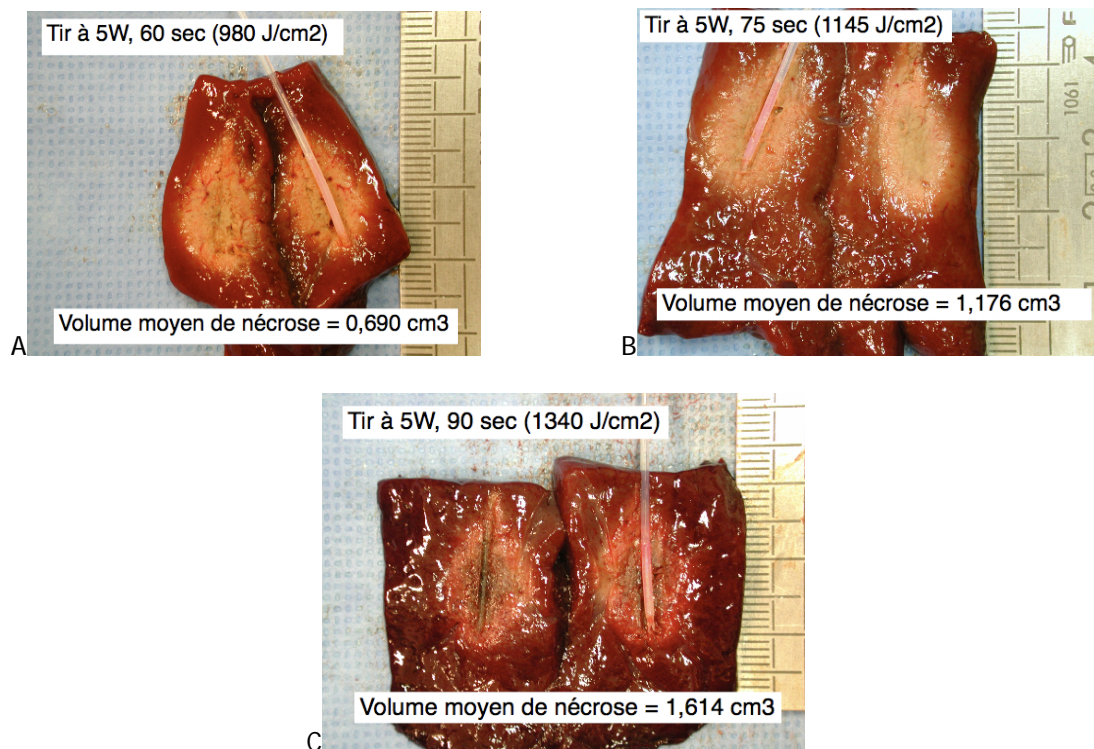 Tir à 5W, 60 sec (980 J/cm2)
Volume moyen de nécrose = 0,690 cm3
A
Tir à 5W, 75 sec (1145 J/cm2)
1061
2
Volume moyen de nécrose = 1,176 cm3
B
Tir à 5W, 90 sec (1340 J/cm2)
Volume moyen de nécrose = 1,614 cm3
C